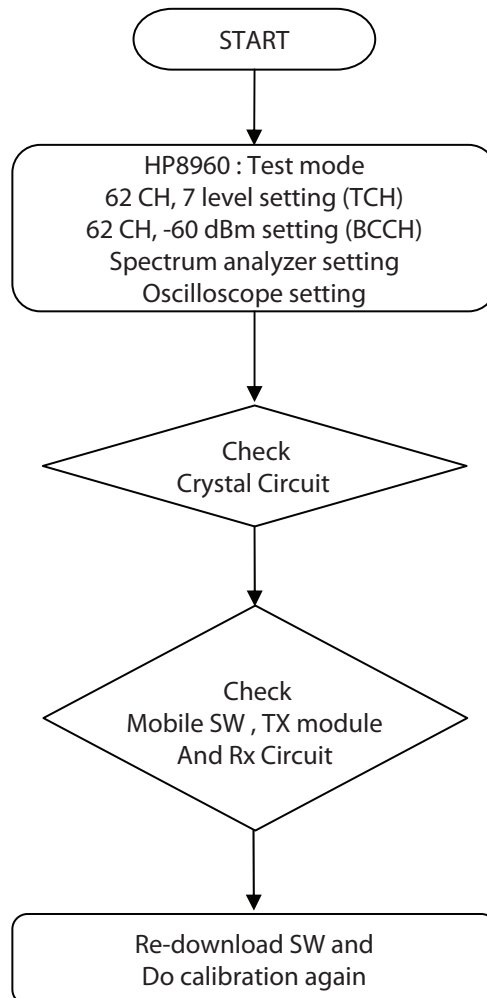 START
HP8960 : Test mode
62 CH, 7 level setting (TCH)
62 CH, -60 dBm setting (BCCH)
Spectrum analyzer setting
Oscilloscope setting
Check
Crystal Circuit
Check
Mobile SW , TX module
And Rx Circuit
Re-download SW and
Do calibration again